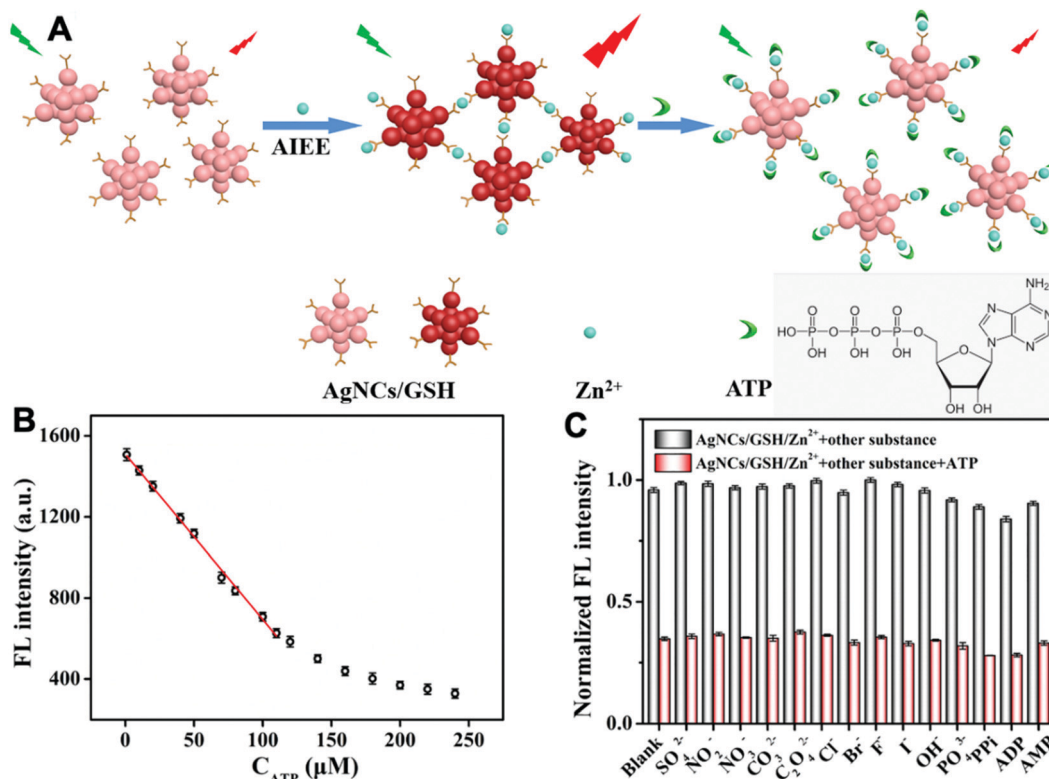 A
AIEE
AgNCs/GSH
Zn²⁺
ATP
NH₂
N
N
N
N
O
O
O
HO-P-O-P-O-P-O
OH
OH
OH
O
OH OH
B
FL intensity (a.u.)
1600
1200
800
400
0
50
100
150
200
250
C_ATP (μM)
C
AgNCs/GSH/Zn²⁺+other substance
AgNCs/GSH/Zn²⁺+other substance+ATP
Normalized FL intensity
1.0
0.5
0.0
Blank
SO₄²⁻
NO₂⁻
NO₃⁻
CO₃²⁻
C₂O₄²⁻
Cl⁻
Br⁻
F⁻
I⁻
OH⁻
PO₄³⁻
PPi
ADP
AMP